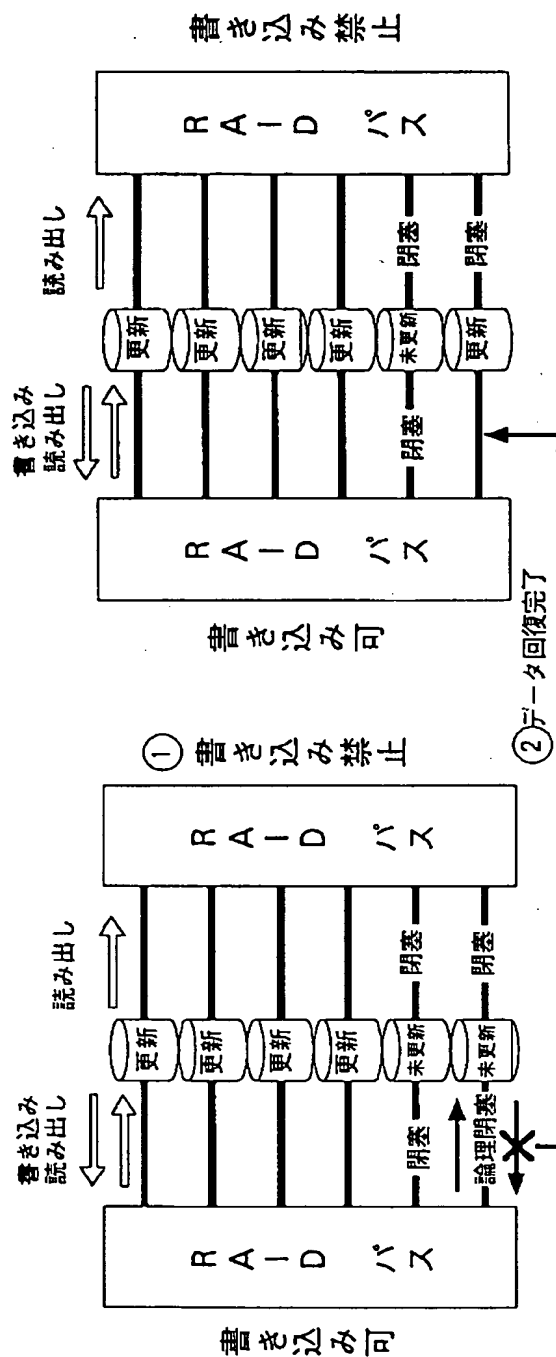 書き込み
読み出し
読み出し
書き込み可
RAID パス
更新
更新
更新
更新
閉塞
未更新
閉塞
論理閉塞
未更新
閉塞
RAID パス
① 書き込み禁止
書き込み
読み出し
読み出し
書き込み可
RAID パス
更新
更新
更新
更新
閉塞
未更新
閉塞
更新
閉塞
RAID パス
書き込み禁止
②データ回復完了